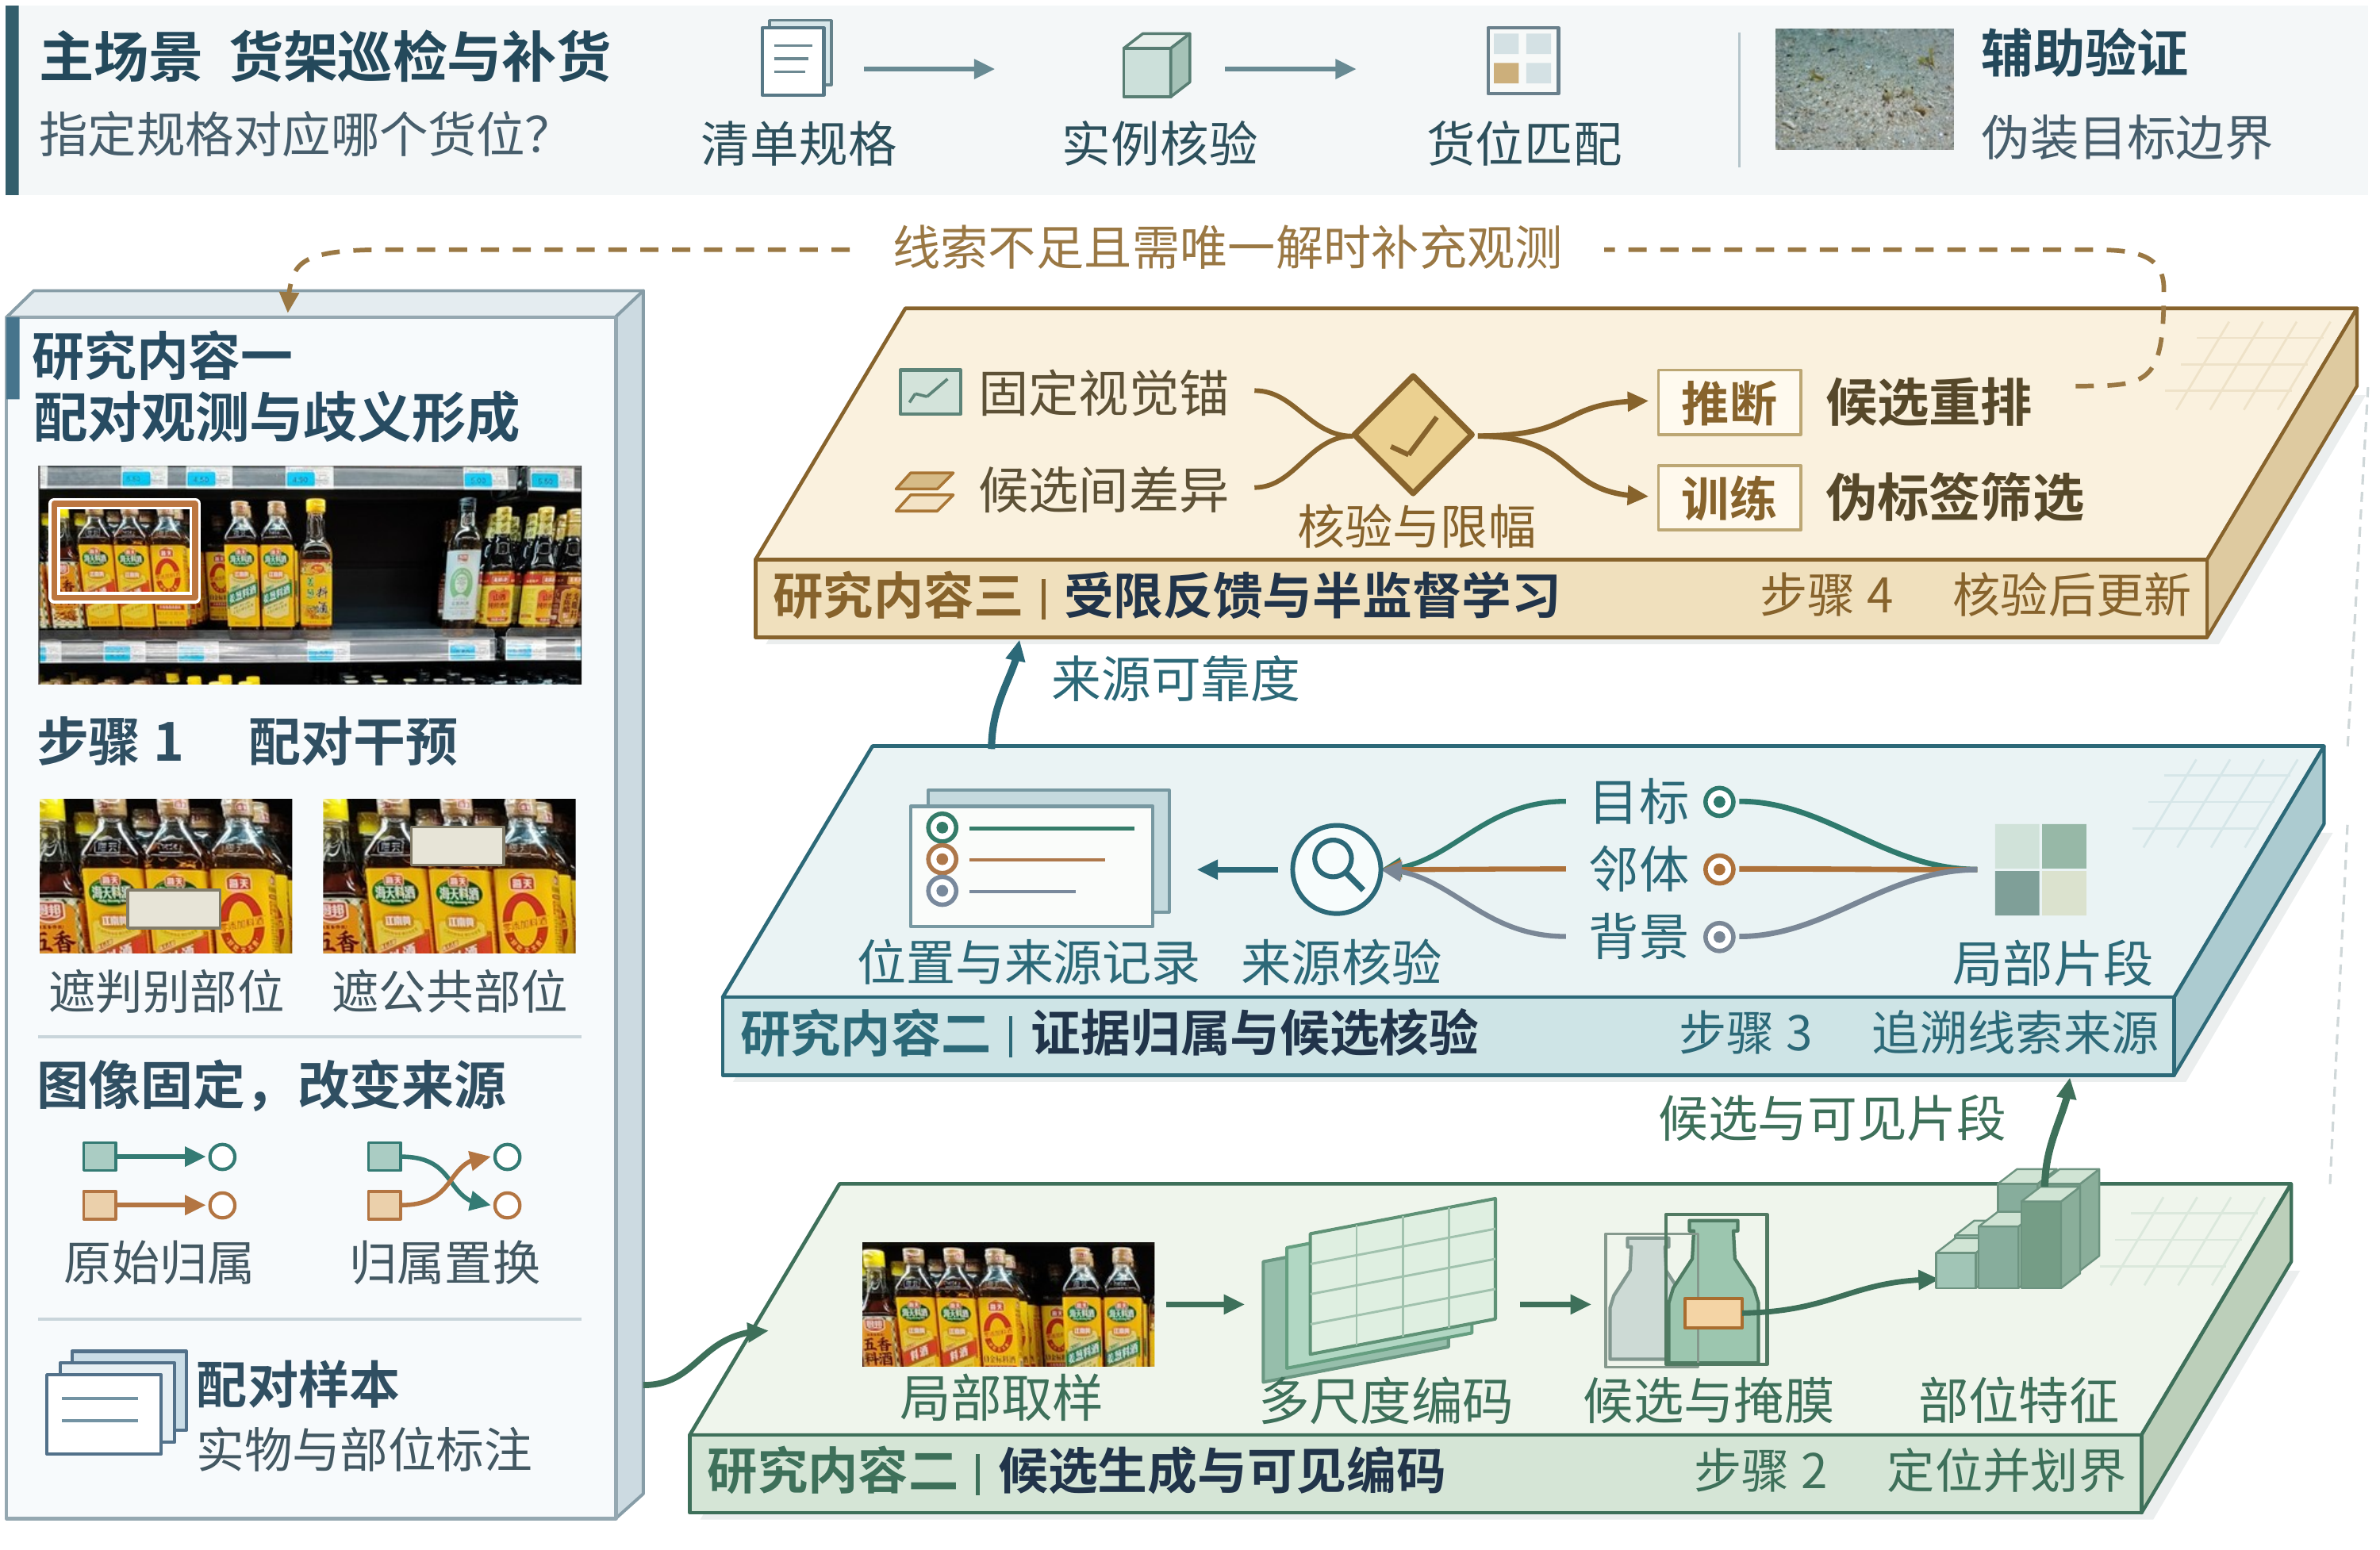 主场景 货架巡检与补货
指定规格对应哪个货位？
清单规格
实例核验
货位匹配
辅助验证
伪装目标边界
线索不足且需唯一解时补充观测
研究内容一
配对观测与歧义形成
步骤 1 配对干预
海天料酒
五香
遮判别部位
遮公共部位
图像固定，改变来源
原始归属
归属置换
配对样本
实物与部位标注
固定视觉锚
候选间差异
核验与限幅
推断 候选重排
训练 伪标签筛选
研究内容三 | 受限反馈与半监督学习 步骤 4 核验后更新
来源可靠度
目标
邻体
背景
位置与来源记录
来源核验
局部片段
研究内容二 | 证据归属与候选核验 步骤 3 追溯线索来源
候选与可见片段
五香
料酒
局部取样
多尺度编码
候选与掩膜
部位特征
研究内容二 | 候选生成与可见编码 步骤 2 定位并划界